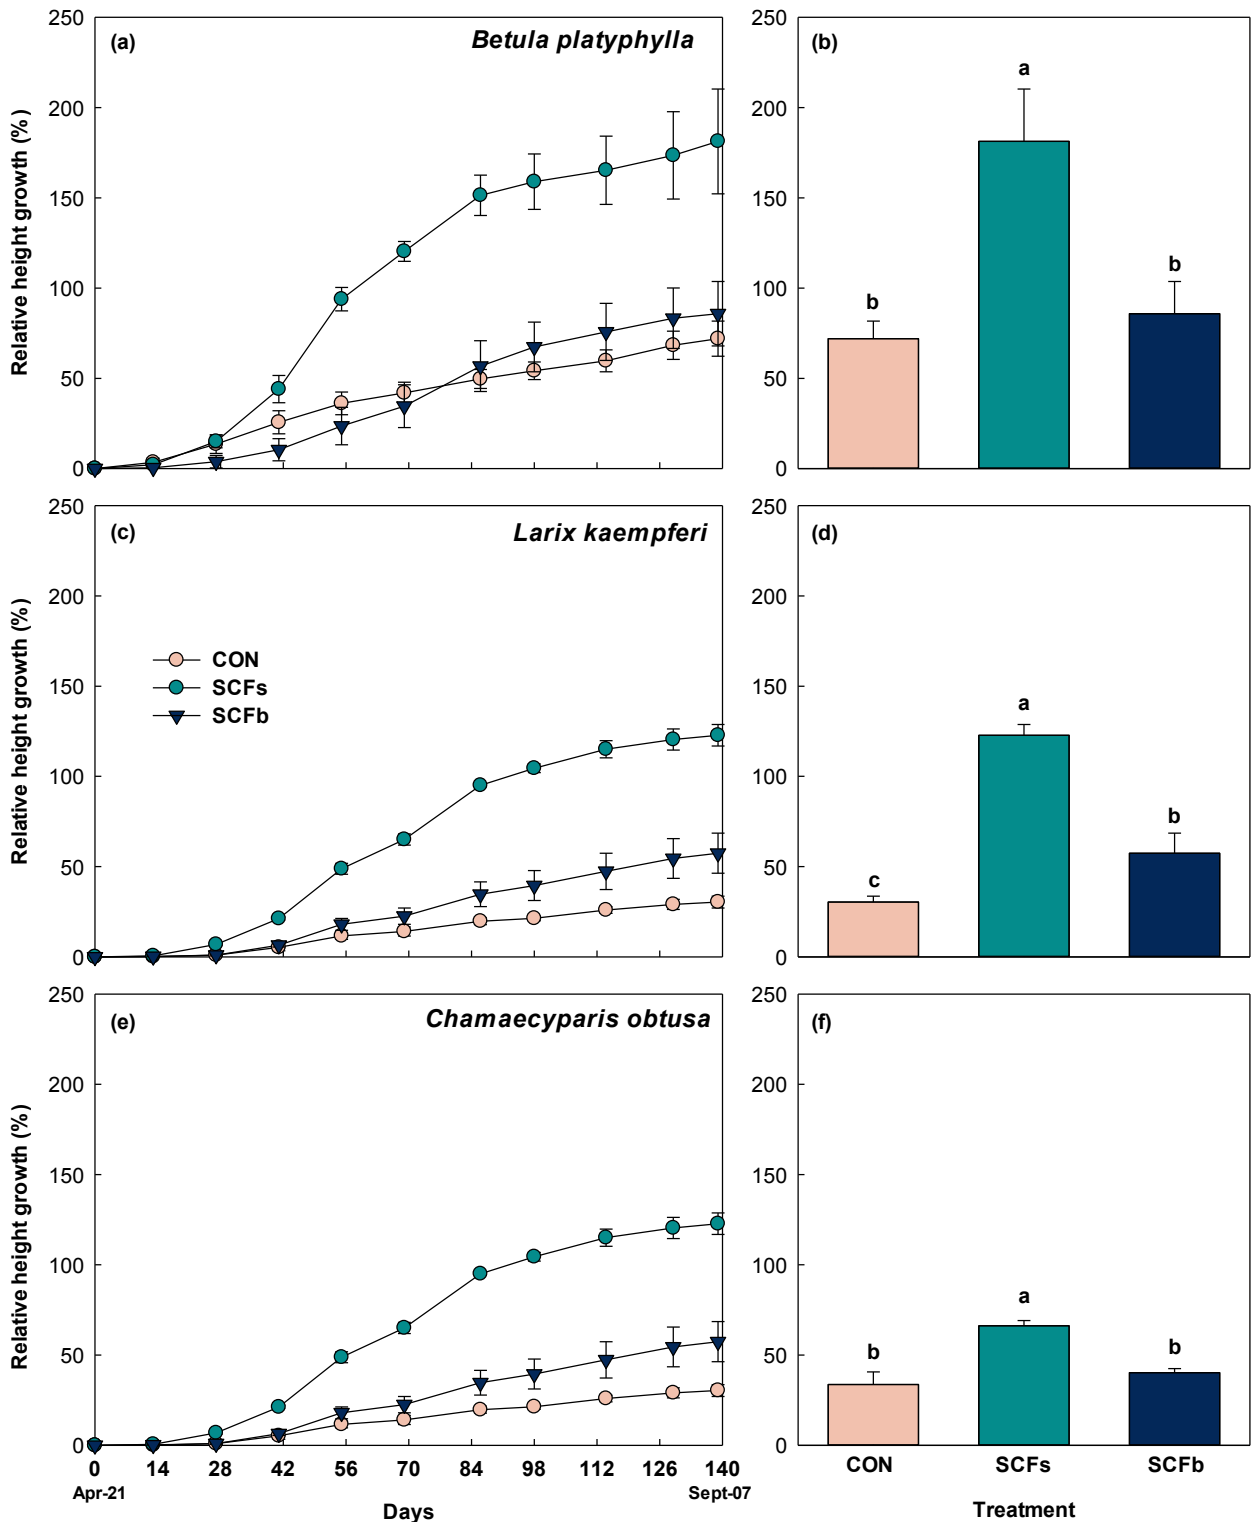 250
(a)
Betula platyphylla
200
150
100
50
0
Relative height growth (%)
250
(b)
200
150
100
50
0
b
a
b
250
(c)
Larix kaempferi
200
150
100
50
0
Relative height growth (%)
CON
SCFs
SCFb
250
(d)
200
150
100
50
0
c
a
b
250
(e)
Chamaecyparis obtusa
200
150
100
50
0
Relative height growth (%)
0 14 28 42 56 70 84 98 112 126 140
Apr-21 Sept-07
Days
250
(f)
200
150
100
50
0
b
a
b
CON SCFs SCFb
Treatment